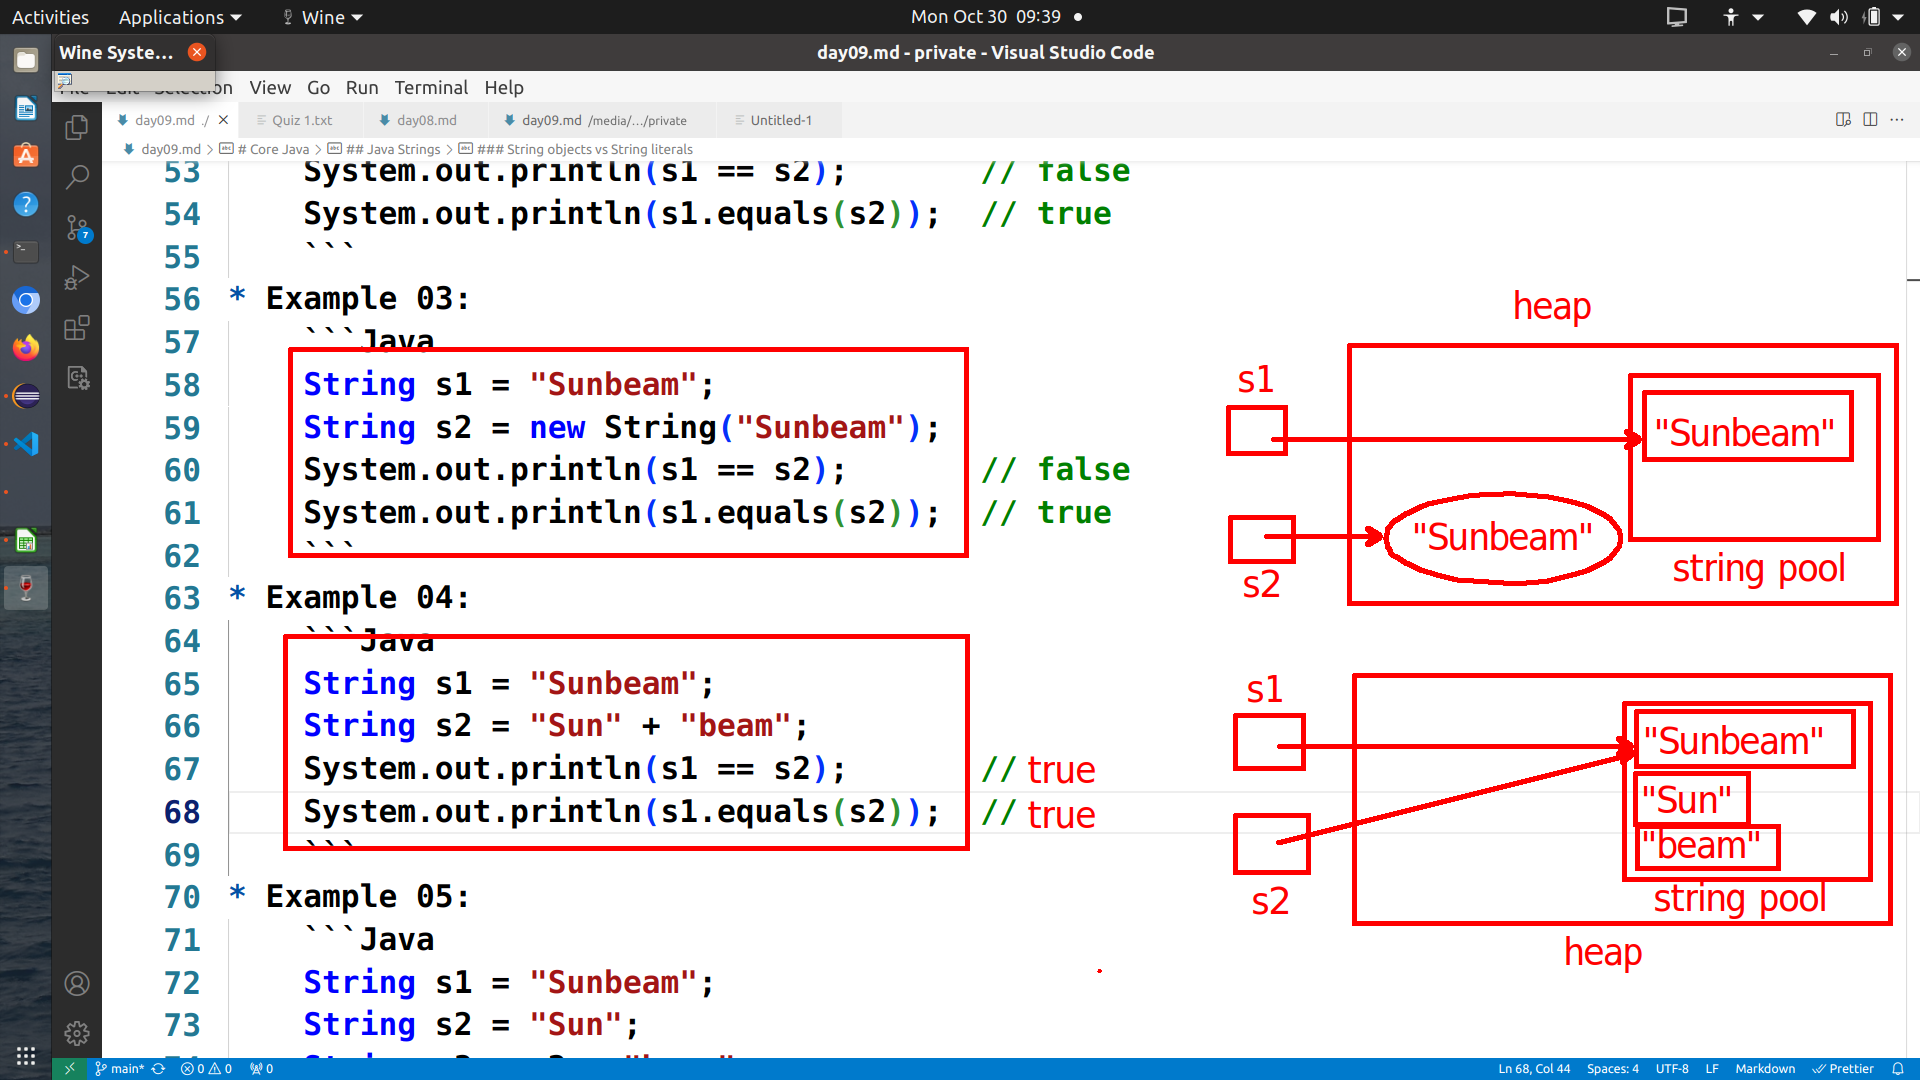 Activities Applications Wine Mon Oct 30 09:39
Wine Syste... day09.md - private - Visual Studio Code
View Go Run Terminal Help
day09.md ./ Quiz 1.txt day08.md day09.md /media/.../private Untitled-1
day09.md > # Core Java > ## Java Strings > ### String objects vs String literals
53 System.out.println(s1 == s2); // false
54 System.out.println(s1.equals(s2)); // true
55 ```
56 * Example 03:
57 ```Java
58 String s1 = "Sunbeam";
59 String s2 = new String("Sunbeam");
60 System.out.println(s1 == s2); // false
61 System.out.println(s1.equals(s2)); // true
62 ```
63 * Example 04:
64 ```Java
65 String s1 = "Sunbeam";
66 String s2 = "Sun" + "beam";
67 System.out.println(s1 == s2); // true
68 System.out.println(s1.equals(s2)); // true
69 ```
70 * Example 05:
71 ```Java
72 String s1 = "Sunbeam";
73 String s2 = "Sun";
heap
s1
"Sunbeam"
"Sunbeam"
string pool
s2
s1
"Sunbeam"
"Sun"
"beam"
string pool
s2
heap
7
main* 0 0 0 Ln 68, Col 44 Spaces: 4 UTF-8 LF Markdown Prettier